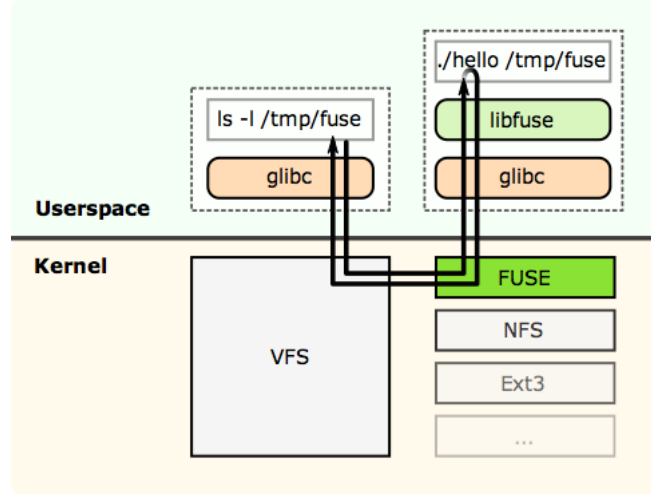 ./hello /tmp/fuse
ls -l /tmp/fuse
libfuse
glibc
glibc
Userspace
Kernel
FUSE
VFS
NFS
Ext3
...